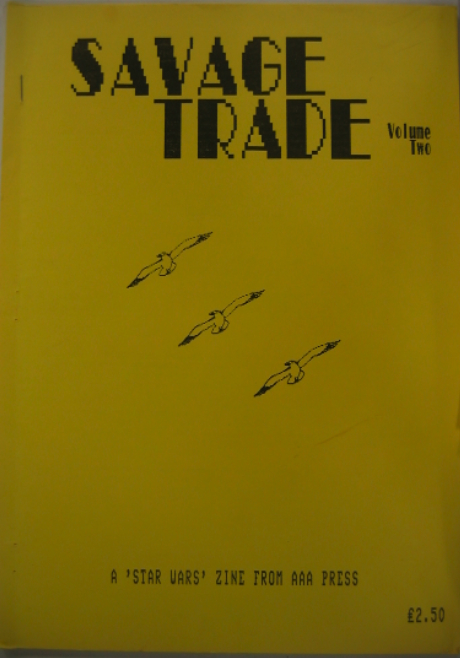 SAVAGE
TRADE
Volume
Two
A 'STAR WARS' ZINE FROM AAA PRESS
£2.50